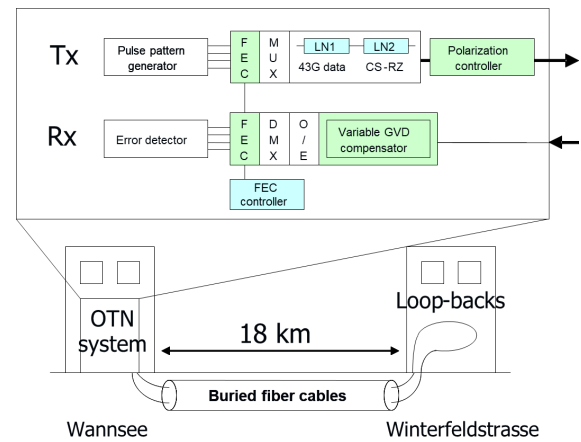 Tx
Pulse pattern
generator
F
E
C
M
U
X
LN1
LN2
43G data
CS-RZ
Polarization
controller
Rx
Error detector
F
E
C
D
M
X
O
/
E
Variable GVD
compensator
FEC
controller
OTN
system
18 km
Loop-backs
Buried fiber cables
Wannsee
Winterfeldstrasse